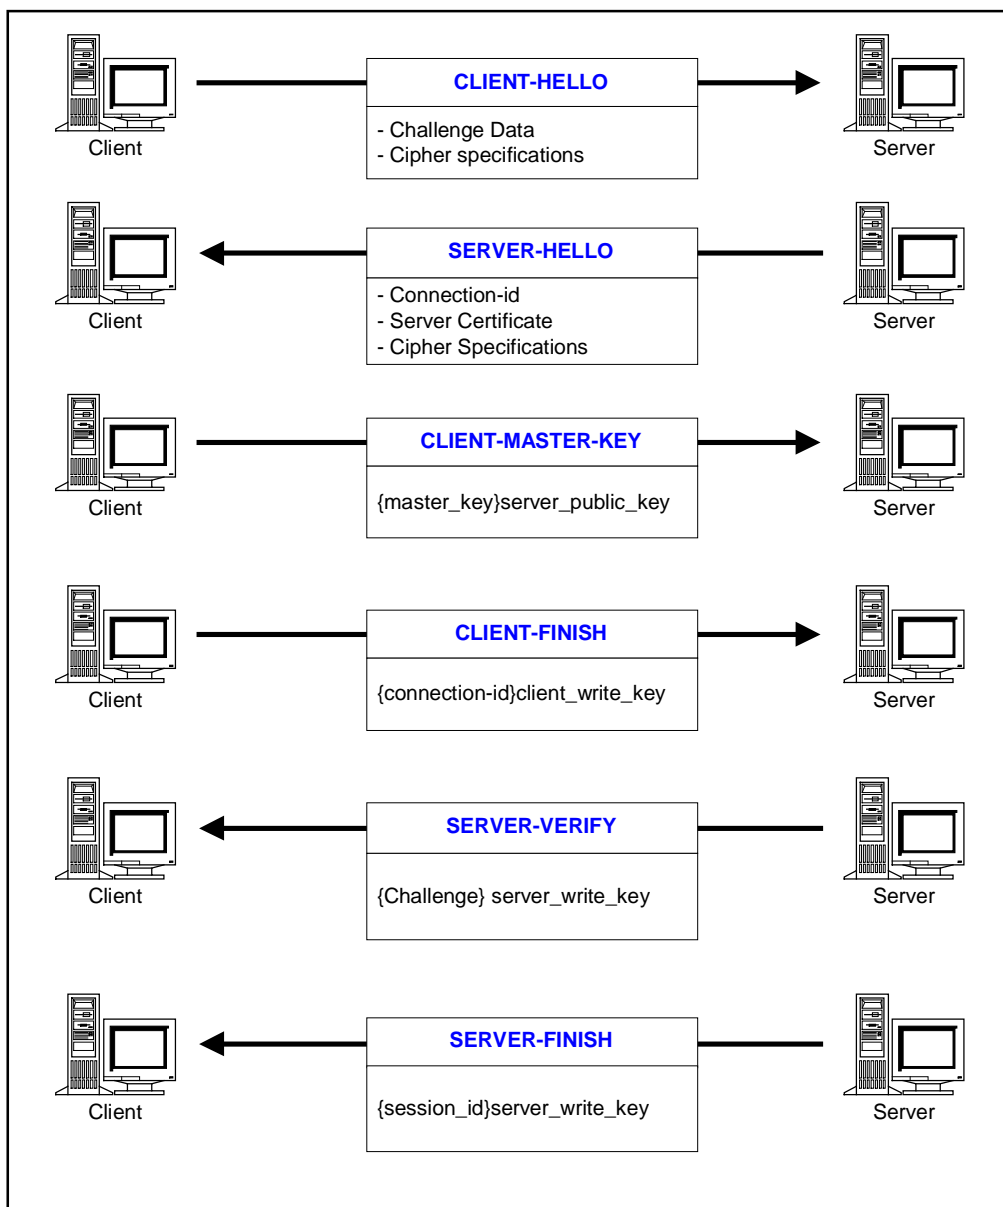 CLIENT-HELLO
- Challenge Data
- Cipher specifications
Client
Server
SERVER-HELLO
- Connection-id
- Server Certificate
- Cipher Specifications
Client
Server
CLIENT-MASTER-KEY
{master_key}server_public_key
Client
Server
CLIENT-FINISH
{connection-id}client_write_key
Client
Server
SERVER-VERIFY
{Challenge} server_write_key
Client
Server
SERVER-FINISH
{session_id}server_write_key
Client
Server